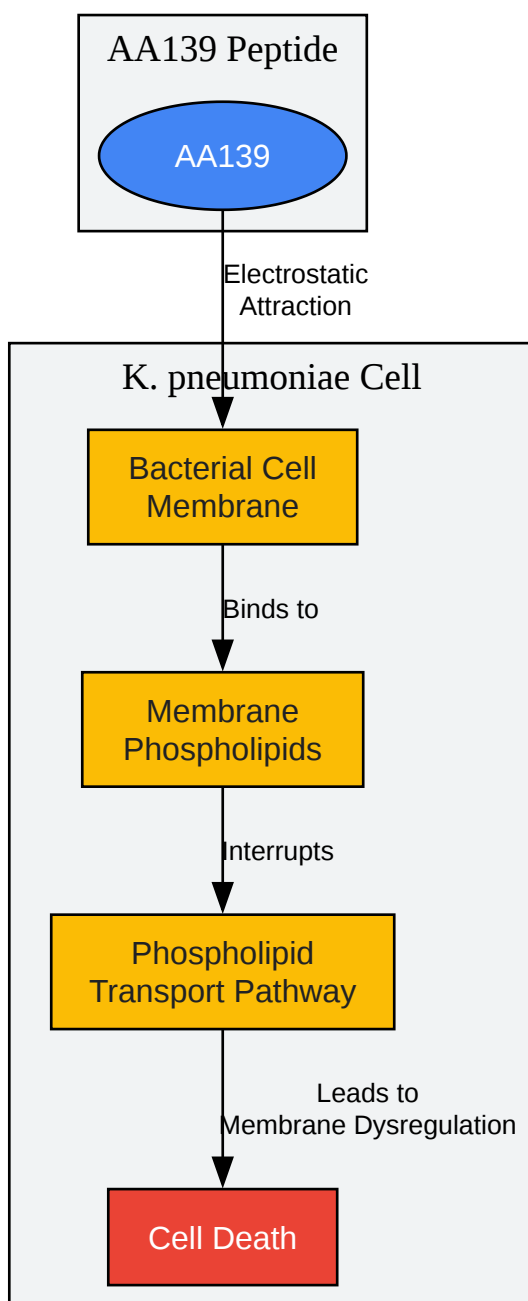 AA139 Peptide
AA139
Electrostatic
Attraction
K. pneumoniae Cell
Bacterial Cell
Membrane
Binds to
Membrane
Phospholipids
Interrupts
Phospholipid
Transport Pathway
Leads to
Membrane Dysregulation
Cell Death